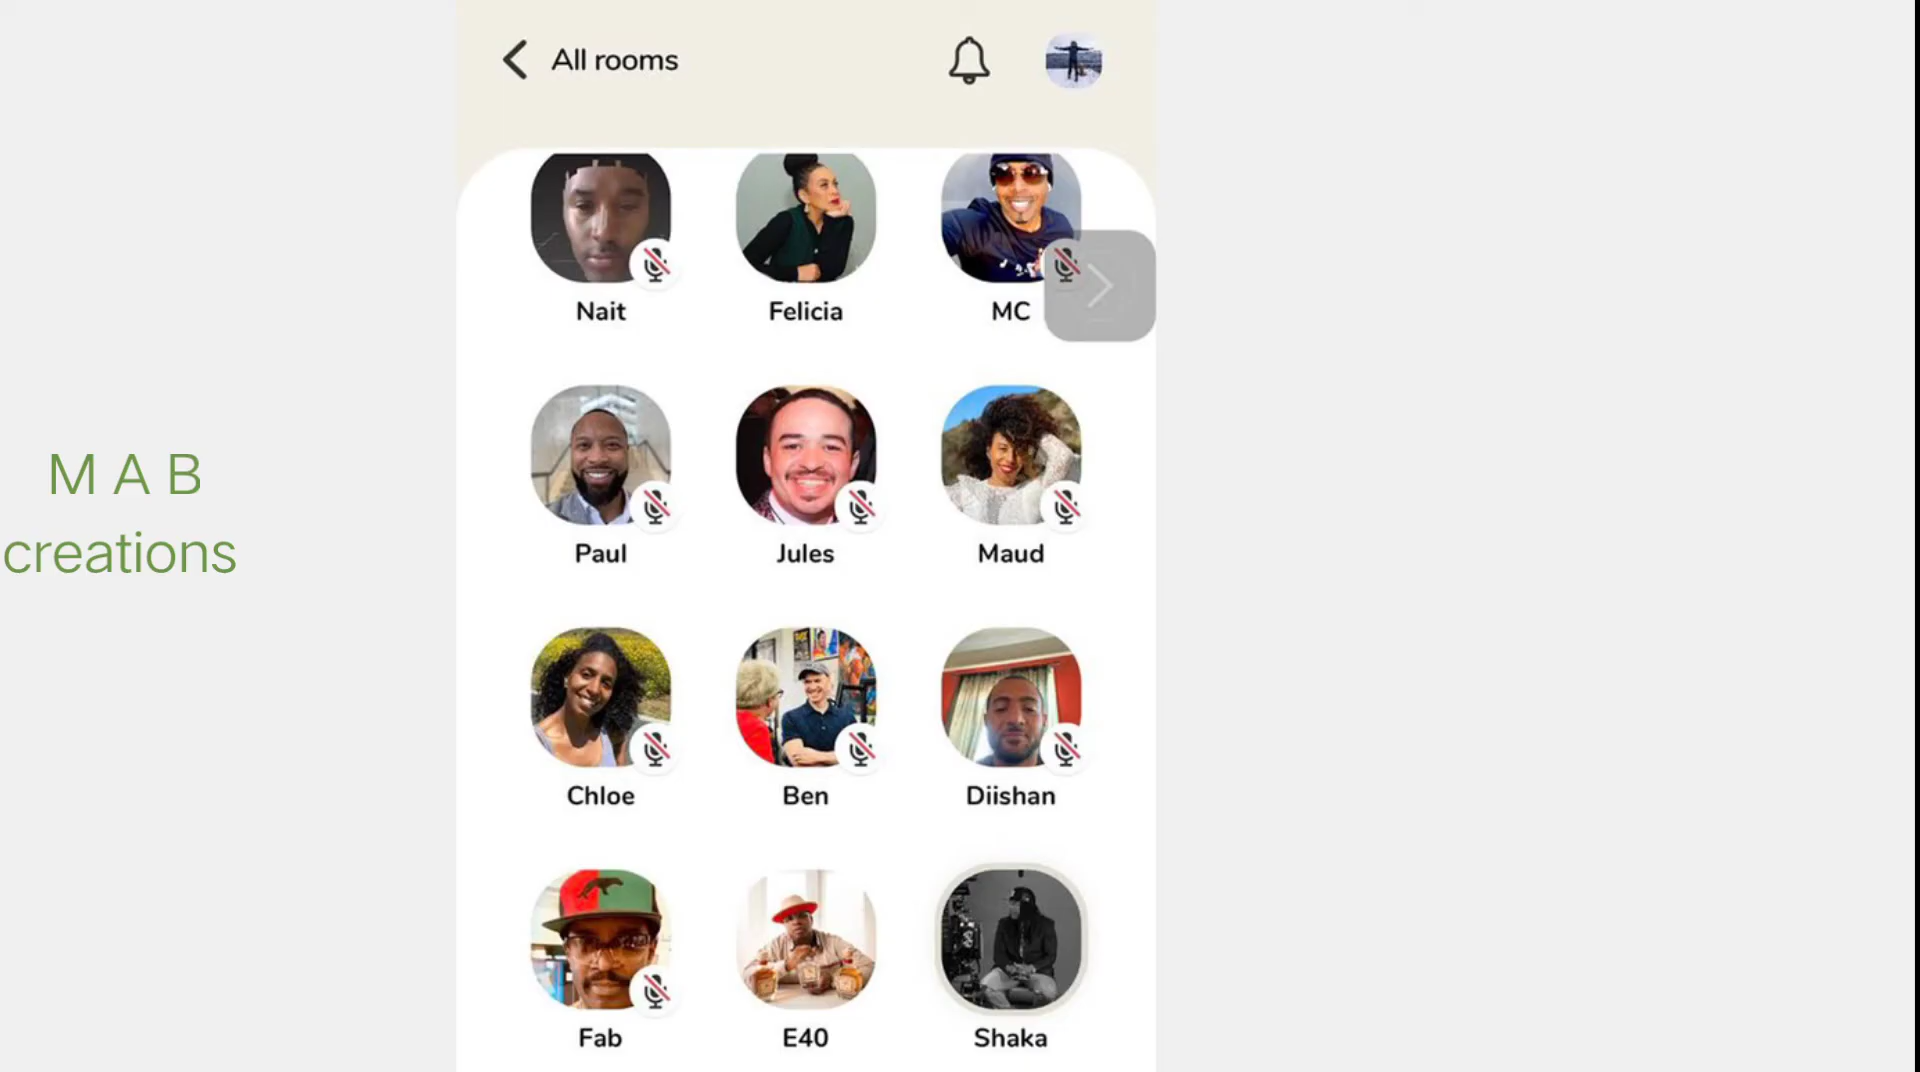 All rooms
Nait
Felicia
MC
Paul
Jules
Maud
M A B
creations
Chloe
Ben
Diishan
Fab
E40
Shaka